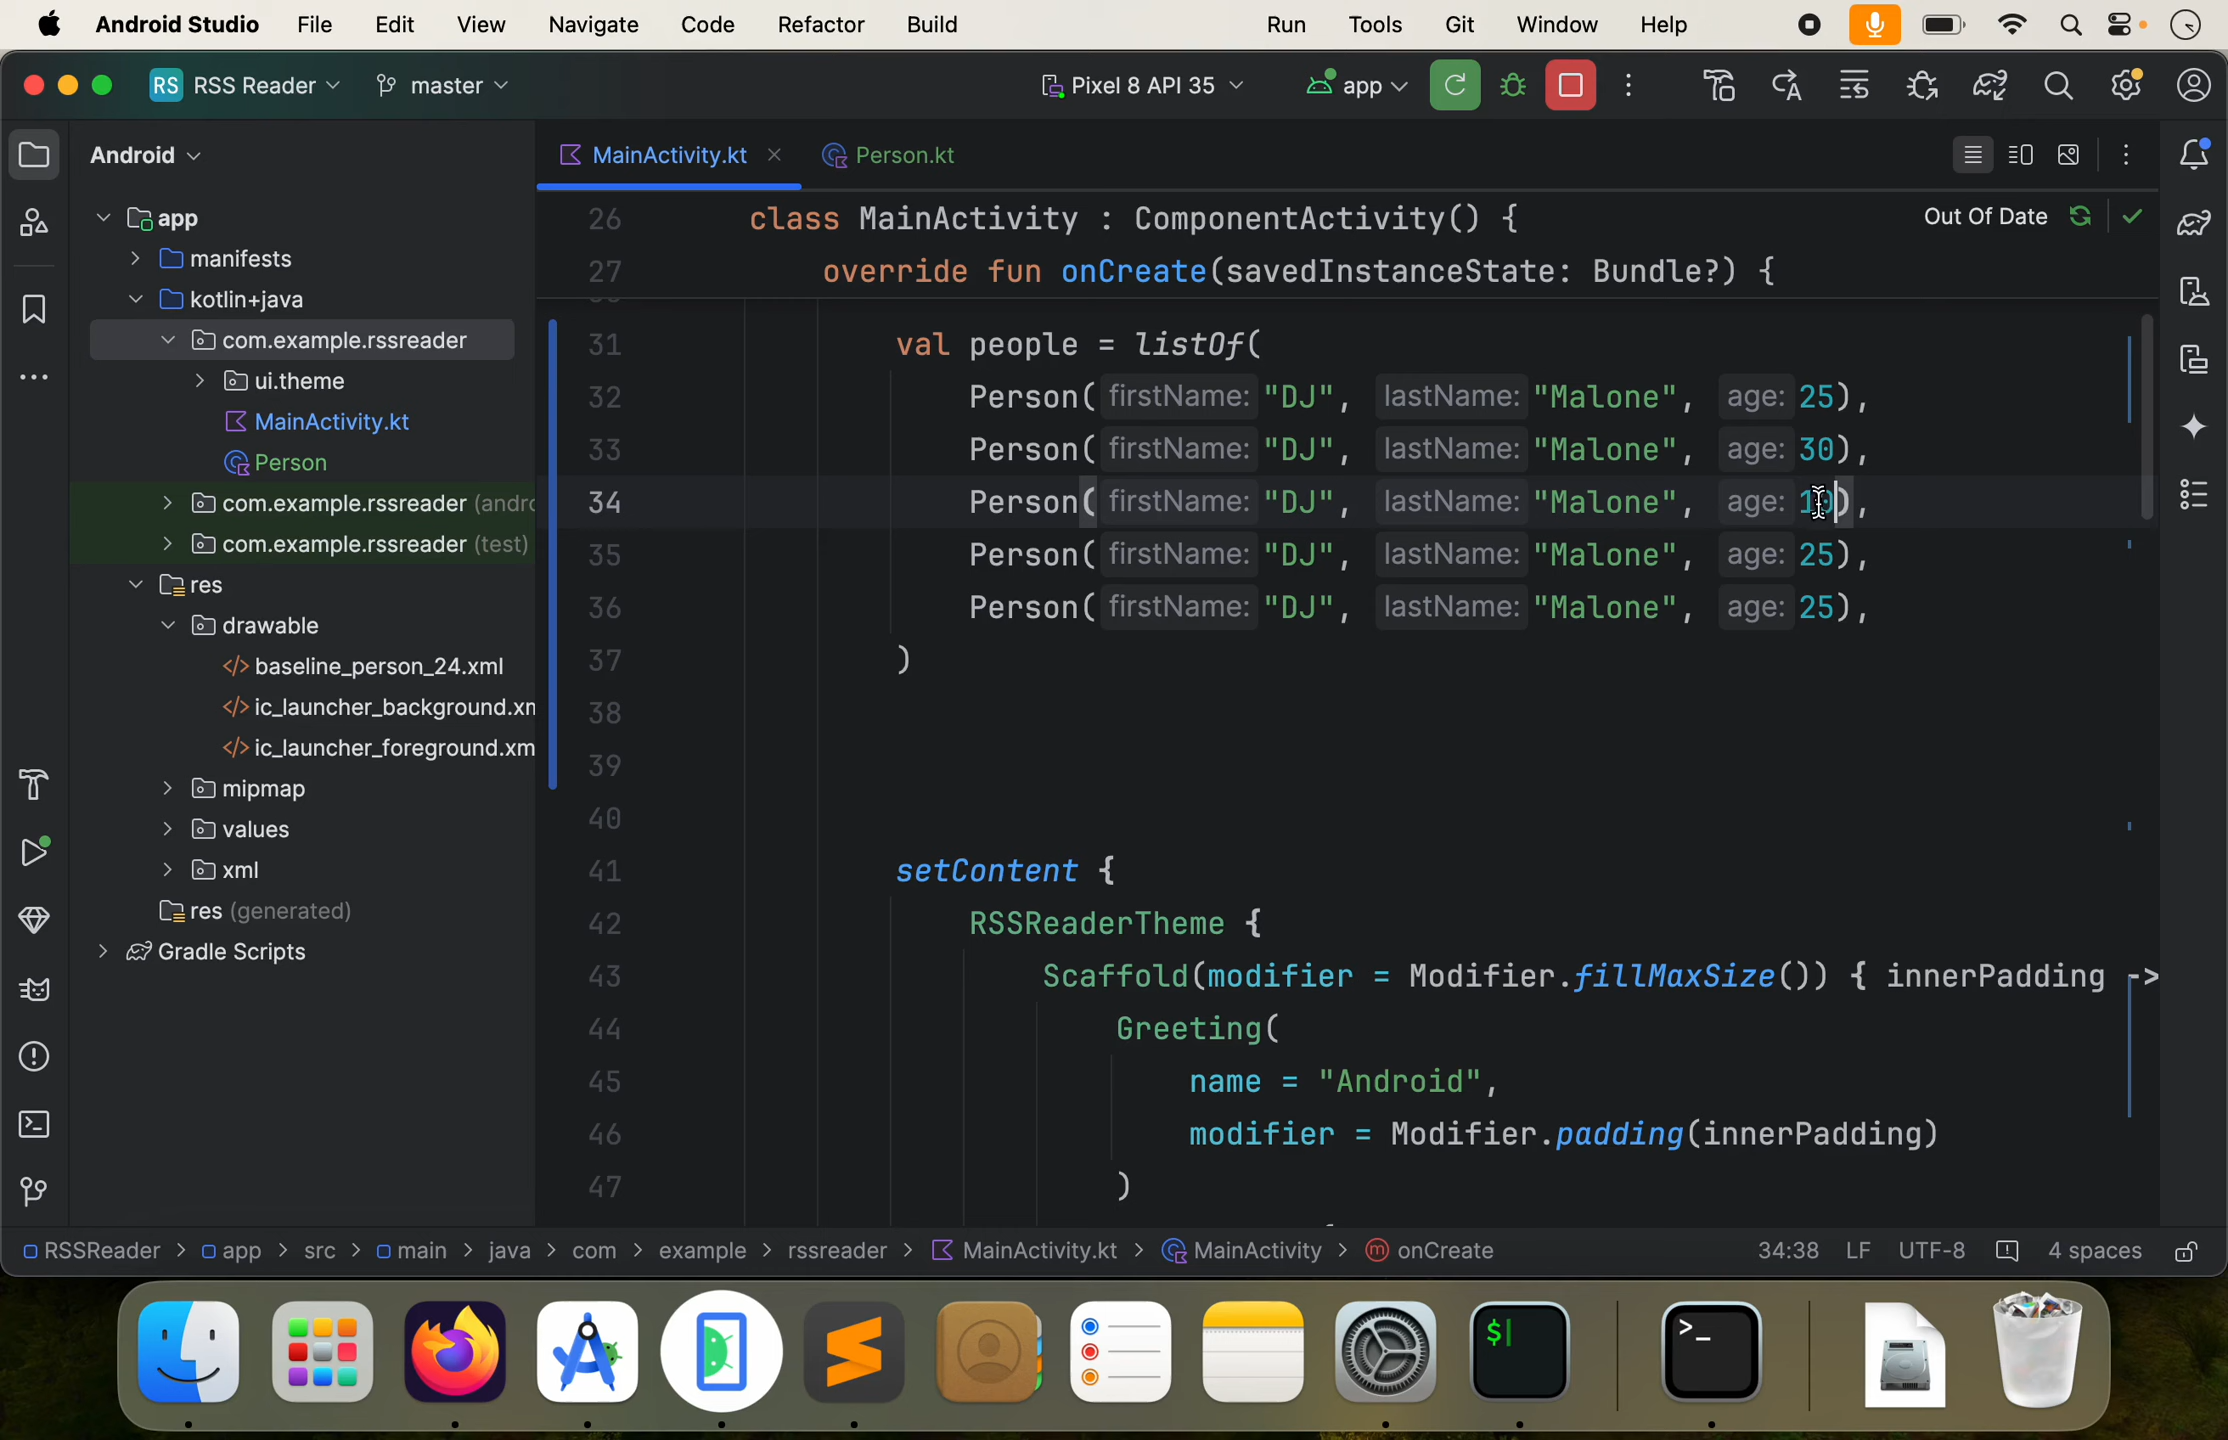 Android Studio File Edit View Navigate Code Refactor Build Run Tools Git Window Help
RS RSS Reader master Pixel 8 API 35 app
Android
MainActivity.kt Person.kt
app
manifests
kotlin+java
com.example.rssreader
ui.theme
MainActivity.kt
Person
com.example.rssreader (andro
com.example.rssreader (test)
res
drawable
baseline_person_24.xml
ic_launcher_background.xm
ic_launcher_foreground.xm
mipmap
values
xml
res (generated)
Gradle Scripts
26 class MainActivity : ComponentActivity() {
Out Of Date
27 override fun onCreate(savedInstanceState: Bundle?) {
31 val people = listOf(
32 Person( firstName: "DJ", lastName: "Malone", age: 25),
33 Person( firstName: "DJ", lastName: "Malone", age: 30),
34 Person( firstName: "DJ", lastName: "Malone", age: 10),
35 Person( firstName: "DJ", lastName: "Malone", age: 25),
36 Person( firstName: "DJ", lastName: "Malone", age: 25),
37 )
38
39
40
41 setContent {
42 RSSReaderTheme {
43 Scaffold(modifier = Modifier.fillMaxSize()) { innerPadding ->
44 Greeting(
45 name = "Android",
46 modifier = Modifier.padding(innerPadding)
47 )
RSSReader > app > src > main > java > com > example > rssreader > MainActivity.kt > MainActivity > onCreate 34:38 LF UTF-8 4 spaces